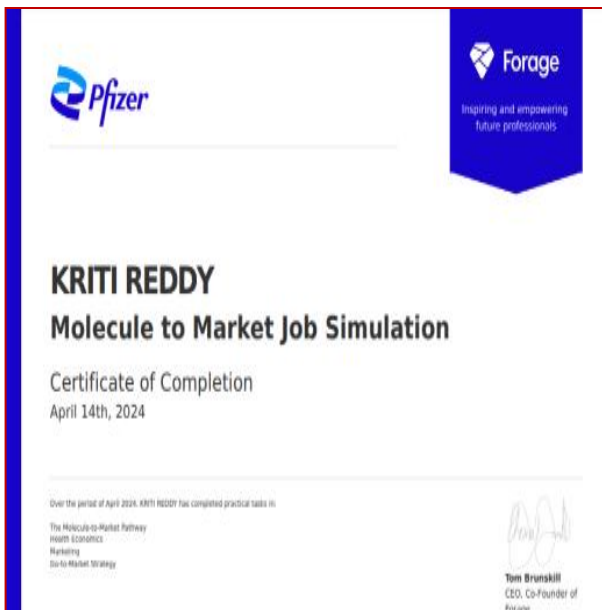 Pfizer
Forage
Inspiring and empowering
future professionals
KRITI REDDY
Molecule to Market Job Simulation
Certificate of Completion
April 14th, 2024
Over the period of April 2024, KRITI REDDY has completed practical tasks in:
The Molecule-to-Market Pathway
Health Economics
Marketing
Go-to-Market Strategy
Tom Brunskill
CEO, Co-Founder of
Forage